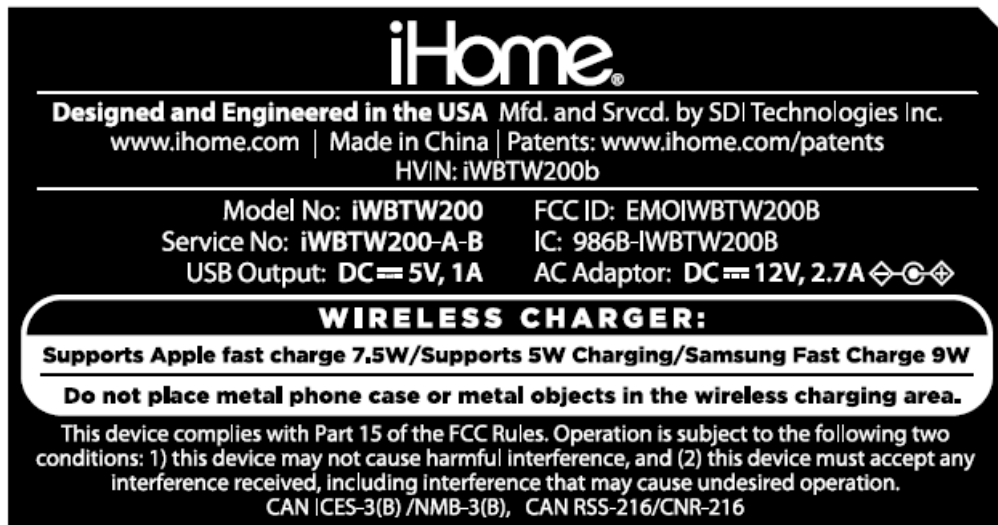 iHome®
Designed and Engineered in the USA Mfd. and Srvcd. by SDI Technologies Inc.
www.ihome.com | Made in China | Patents: www.ihome.com/patents
HVIN: iWBTW200b
Model No: iWBTW200 FCC ID: EMOIWBTW200B
Service No: iWBTW200-A-B IC: 986B-IWBTW200B
USB Output: DC⎓ 5V, 1A AC Adaptor: DC⎓ 12V, 2.7A
WIRELESS CHARGER:
Supports Apple fast charge 7.5W/Supports 5W Charging/Samsung Fast Charge 9W
Do not place metal phone case or metal objects in the wireless charging area.
This device complies with Part 15 of the FCC Rules. Operation is subject to the following two
conditions: 1) this device may not cause harmful interference, and (2) this device must accept any
interference received, including interference that may cause undesired operation.
CAN ICES-3(B) /NMB-3(B), CAN RSS-216/CNR-216